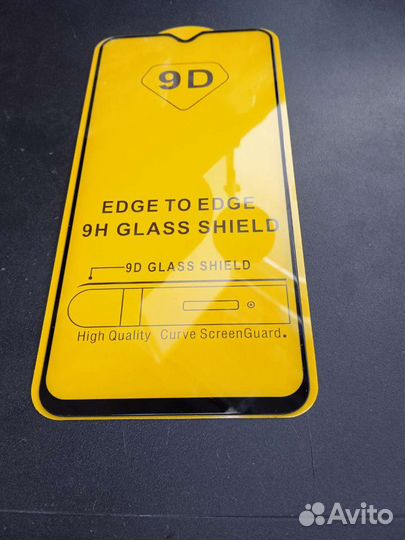 9D
EDGE TO EDGE
9H GLASS SHIELD
9D GLASS SHIELD
High Quality Curve ScreenGuard.
Avito